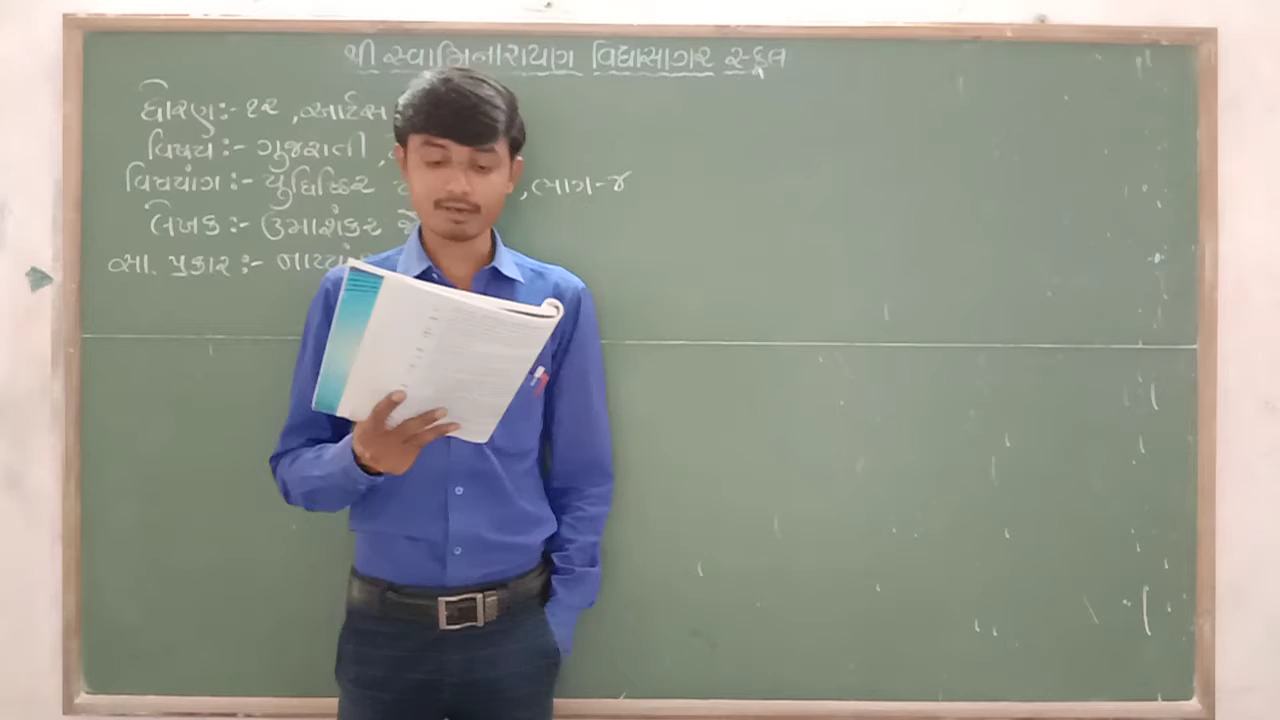 શ્રી સ્વામિનારાયણ વિદ્યાસાગર સ્કૂલ
ધોરણ:- ૧૨ ,આર્ટસ
વિષય:- ગુજરાતી ,
વિષયાંગ:- યુધિષ્ઠિર ,ભાગ-૪
લેખક:- ઉમાશંકર
સા. પ્રકાર:-